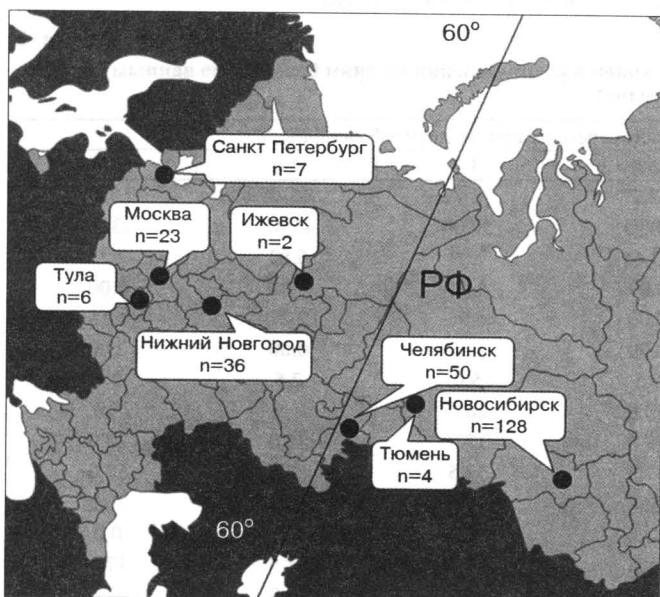 60°
Санкт Петербург
n=7
Москва
n=23
Ижевск
n=2
Тула
n=6
РФ
Нижний Новгород
n=36
Челябинск
n=50
Новосибирск
n=128
Тюмень
n=4
60°